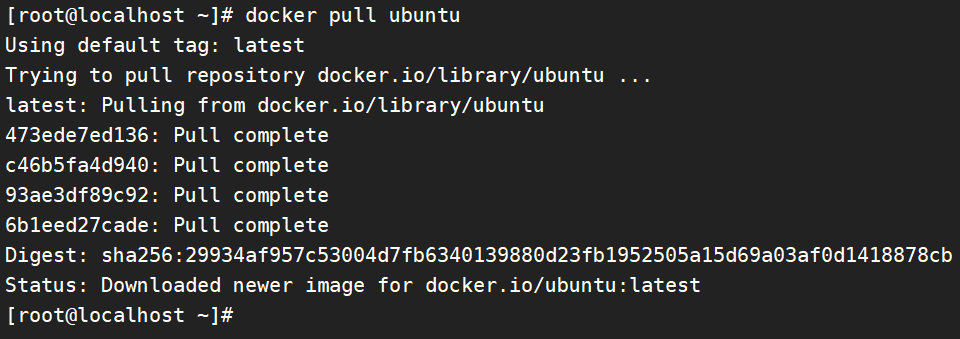 [root@localhost ~]# docker pull ubuntu
Using default tag: latest
Trying to pull repository docker.io/library/ubuntu ...
latest: Pulling from docker.io/library/ubuntu
473ede7ed136: Pull complete
c46b5fa4d940: Pull complete
93ae3df89c92: Pull complete
6b1eed27cade: Pull complete
Digest: sha256:29934af957c53004d7fb6340139880d23fb1952505a15d69a03af0d1418878cb
Status: Downloaded newer image for docker.io/ubuntu:latest
[root@localhost ~]#